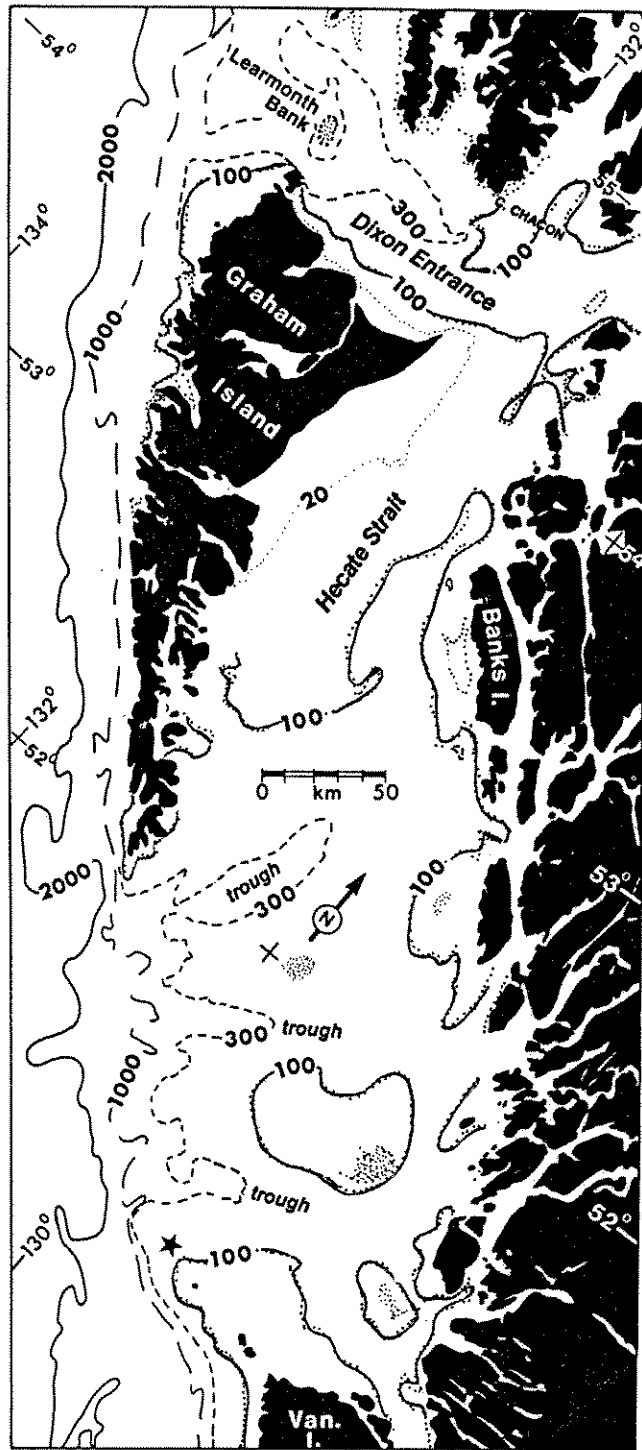 54°
132°
2000
Learmonth
Bank
100
300
55
C. CHACON
Dixon Entrance
100
134°
100
Graham
1000
53°
Island
20
Hecate Strait
54
Banks I.
132°
52°
100
0 km 50
2000
trough
300
100
53°
N
300 trough
1000
100
trough
52°
130°
100
Van.
I.